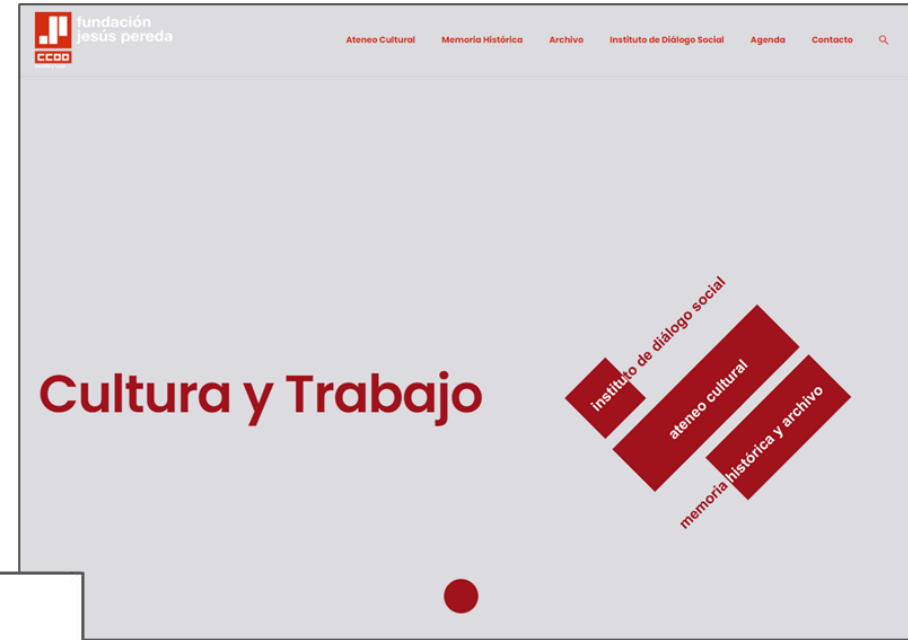 fundación
jesús pereda
CCOO
Ateneo Cultural Memoria Histórica Archivo Instituto de Diálogo Social Agenda Contacto
Cultura y Trabajo
instituto de diálogo social
ateneo cultural
memoria histórica y archivo